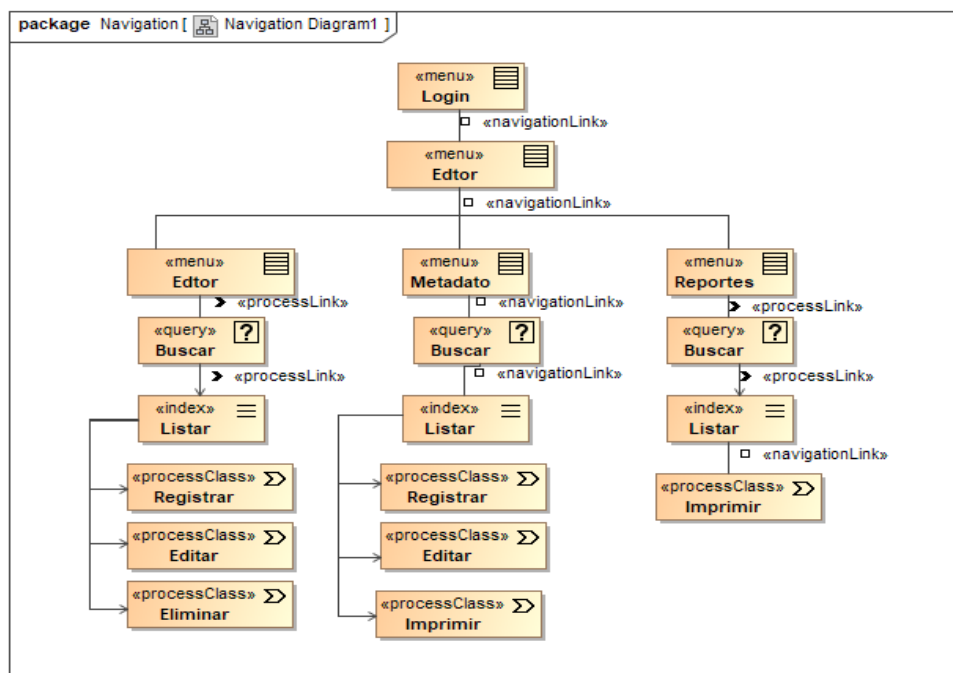 package Navigation [ Navigation Diagram1 ]
«menu»
Login
«navigationLink»
«menu»
Edtor
«navigationLink»
«menu»
Edtor
«processLink»
«query»
Buscar
?
«processLink»
«index»
Listar
«processClass»
Registrar
«processClass»
Editar
«processClass»
Eliminar
«menu»
Metadato
«navigationLink»
«query»
Buscar
?
«navigationLink»
«index»
Listar
«processClass»
Registrar
«processClass»
Editar
«processClass»
Imprimir
«menu»
Reportes
«processLink»
«query»
Buscar
?
«processLink»
«index»
Listar
«navigationLink»
«processClass»
Imprimir